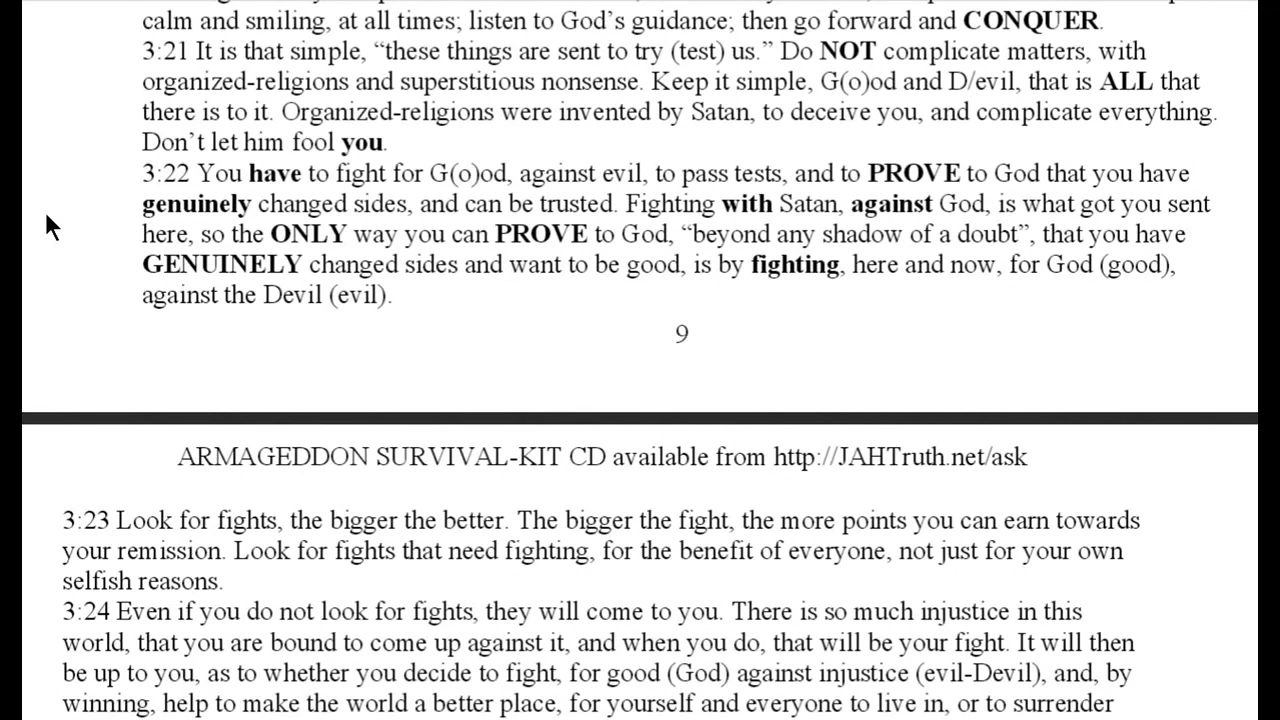 calm and smiling, at all times; listen to God's guidance; then go forward and CONQUER.
3:21 It is that simple, “these things are sent to try (test) us.” Do NOT complicate matters, with
organized-religions and superstitious nonsense. Keep it simple, G(o)od and D/evil, that is ALL that
there is to it. Organized-religions were invented by Satan, to deceive you, and complicate everything.
Don't let him fool you.
3:22 You have to fight for G(o)od, against evil, to pass tests, and to PROVE to God that you have
genuinely changed sides, and can be trusted. Fighting with Satan, against God, is what got you sent
here, so the ONLY way you can PROVE to God, “beyond any shadow of a doubt”, that you have
GENUINELY changed sides and want to be good, is by fighting, here and now, for God (good),
against the Devil (evil).
9
ARMAGEDDON SURVIVAL-KIT CD available from http://JAHTruth.net/ask
3:23 Look for fights, the bigger the better. The bigger the fight, the more points you can earn towards
your remission. Look for fights that need fighting, for the benefit of everyone, not just for your own
selfish reasons.
3:24 Even if you do not look for fights, they will come to you. There is so much injustice in this
world, that you are bound to come up against it, and when you do, that will be your fight. It will then
be up to you, as to whether you decide to fight, for good (God) against injustice (evil-Devil), and, by
winning, help to make the world a better place, for yourself and everyone to live in, or to surrender